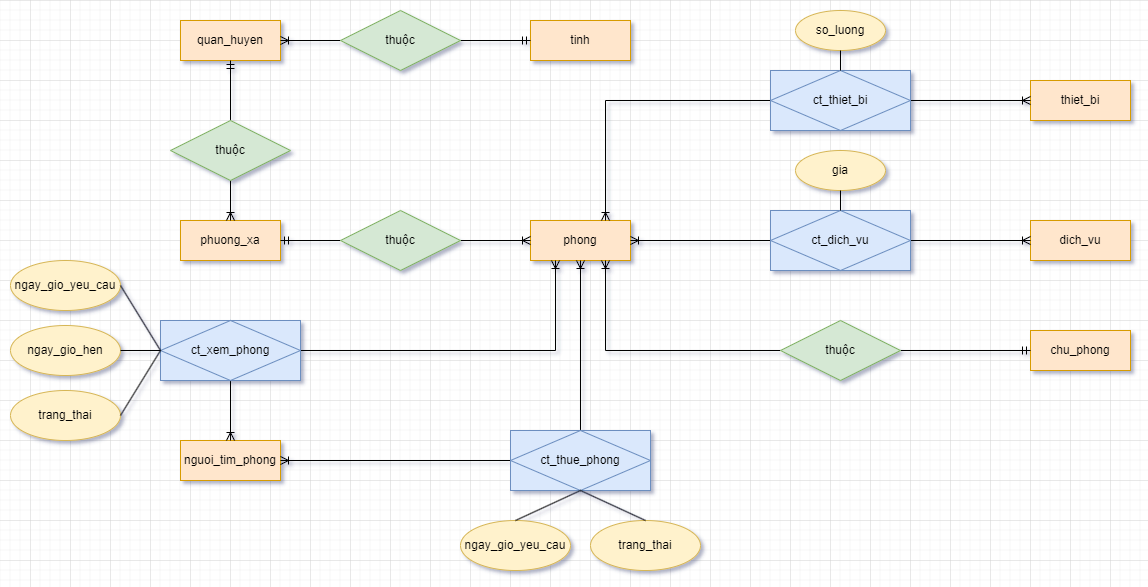 quan_huyen
thuộc
tinh
so_luong
ct_thiet_bi
thiet_bi
thuộc
gia
phuong_xa
thuộc
phong
ct_dich_vu
dich_vu
ngay_gio_yeu_cau
ngay_gio_hen
ct_xem_phong
thuộc
chu_phong
trang_thai
nguoi_tim_phong
ct_thue_phong
ngay_gio_yeu_cau
trang_thai